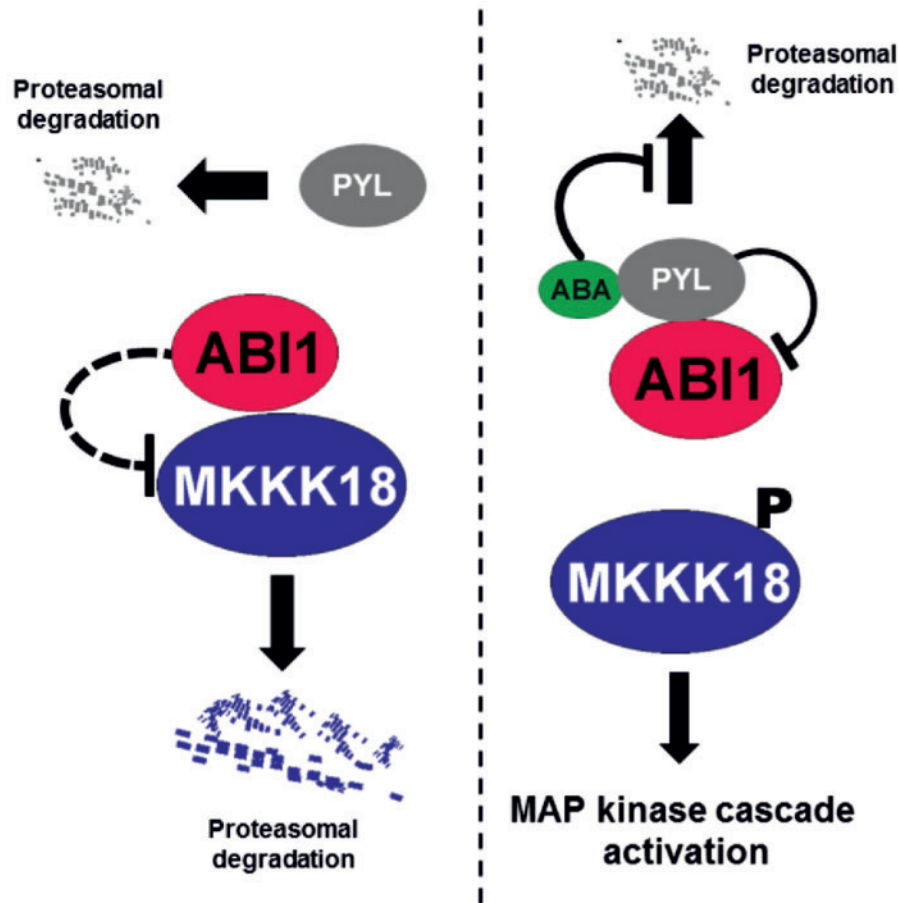 Proteasomal
degradation
PYL
ABI1
MKKK18
Proteasomal
degradation
Proteasomal
degradation
ABA
PYL
ABI1
P
MKKK18
MAP kinase cascade
activation